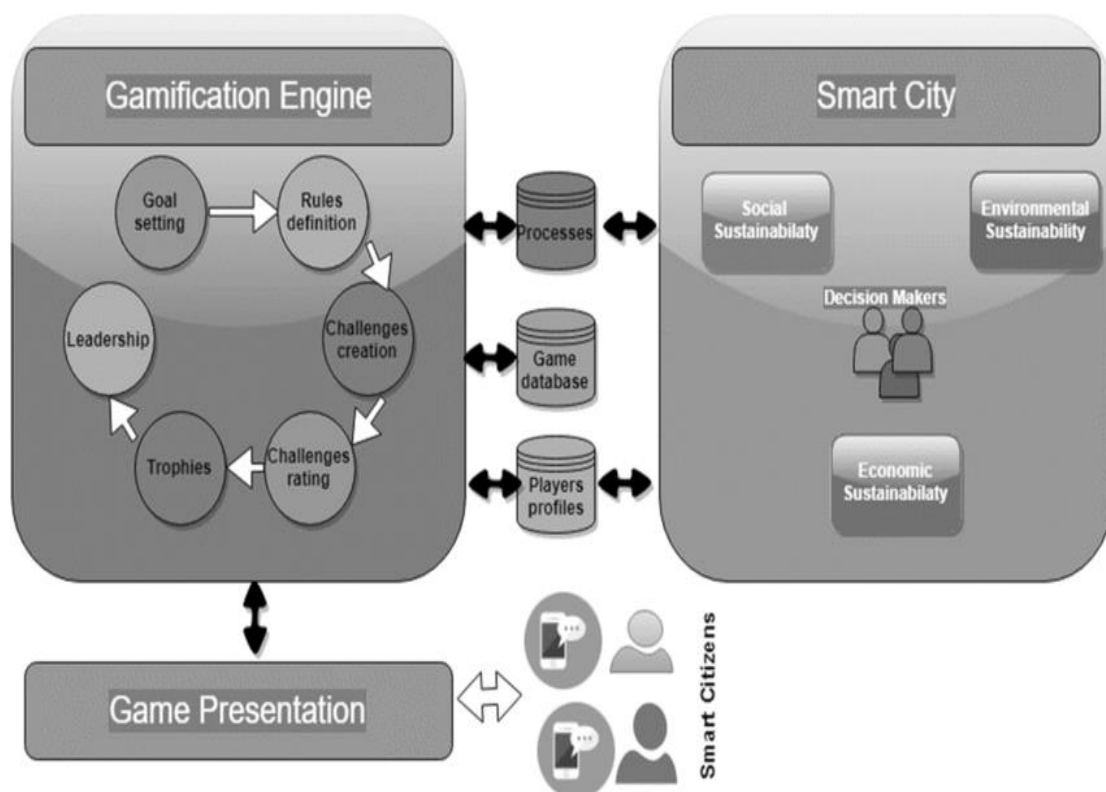 Gamification Engine
Goal
setting
Rules
definition
Challenges
creation
Challenges
rating
Trophies
Leadership
Processes
Game
database
Players
profiles
Smart City
Social
Sustainabilaty
Environmental
Sustainability
Decision Makers
Economic
Sustainabilaty
Game Presentation
Smart Citizens